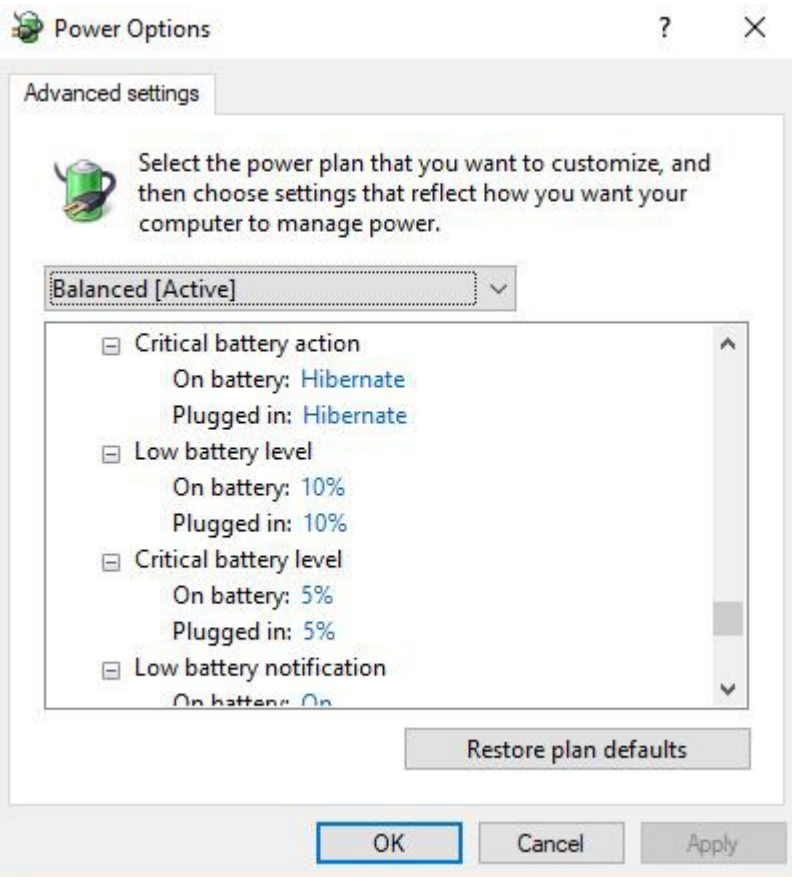 Power Options
?
Advanced settings
Select the power plan that you want to customize, and
then choose settings that reflect how you want your
computer to manage power.
Balanced [Active]
Critical battery action
On battery: Hibernate
Plugged in: Hibernate
Low battery level
On battery: 10%
Plugged in: 10%
Critical battery level
On battery: 5%
Plugged in: 5%
Low battery notification
On battery: On
Restore plan defaults
OK
Cancel
Apply